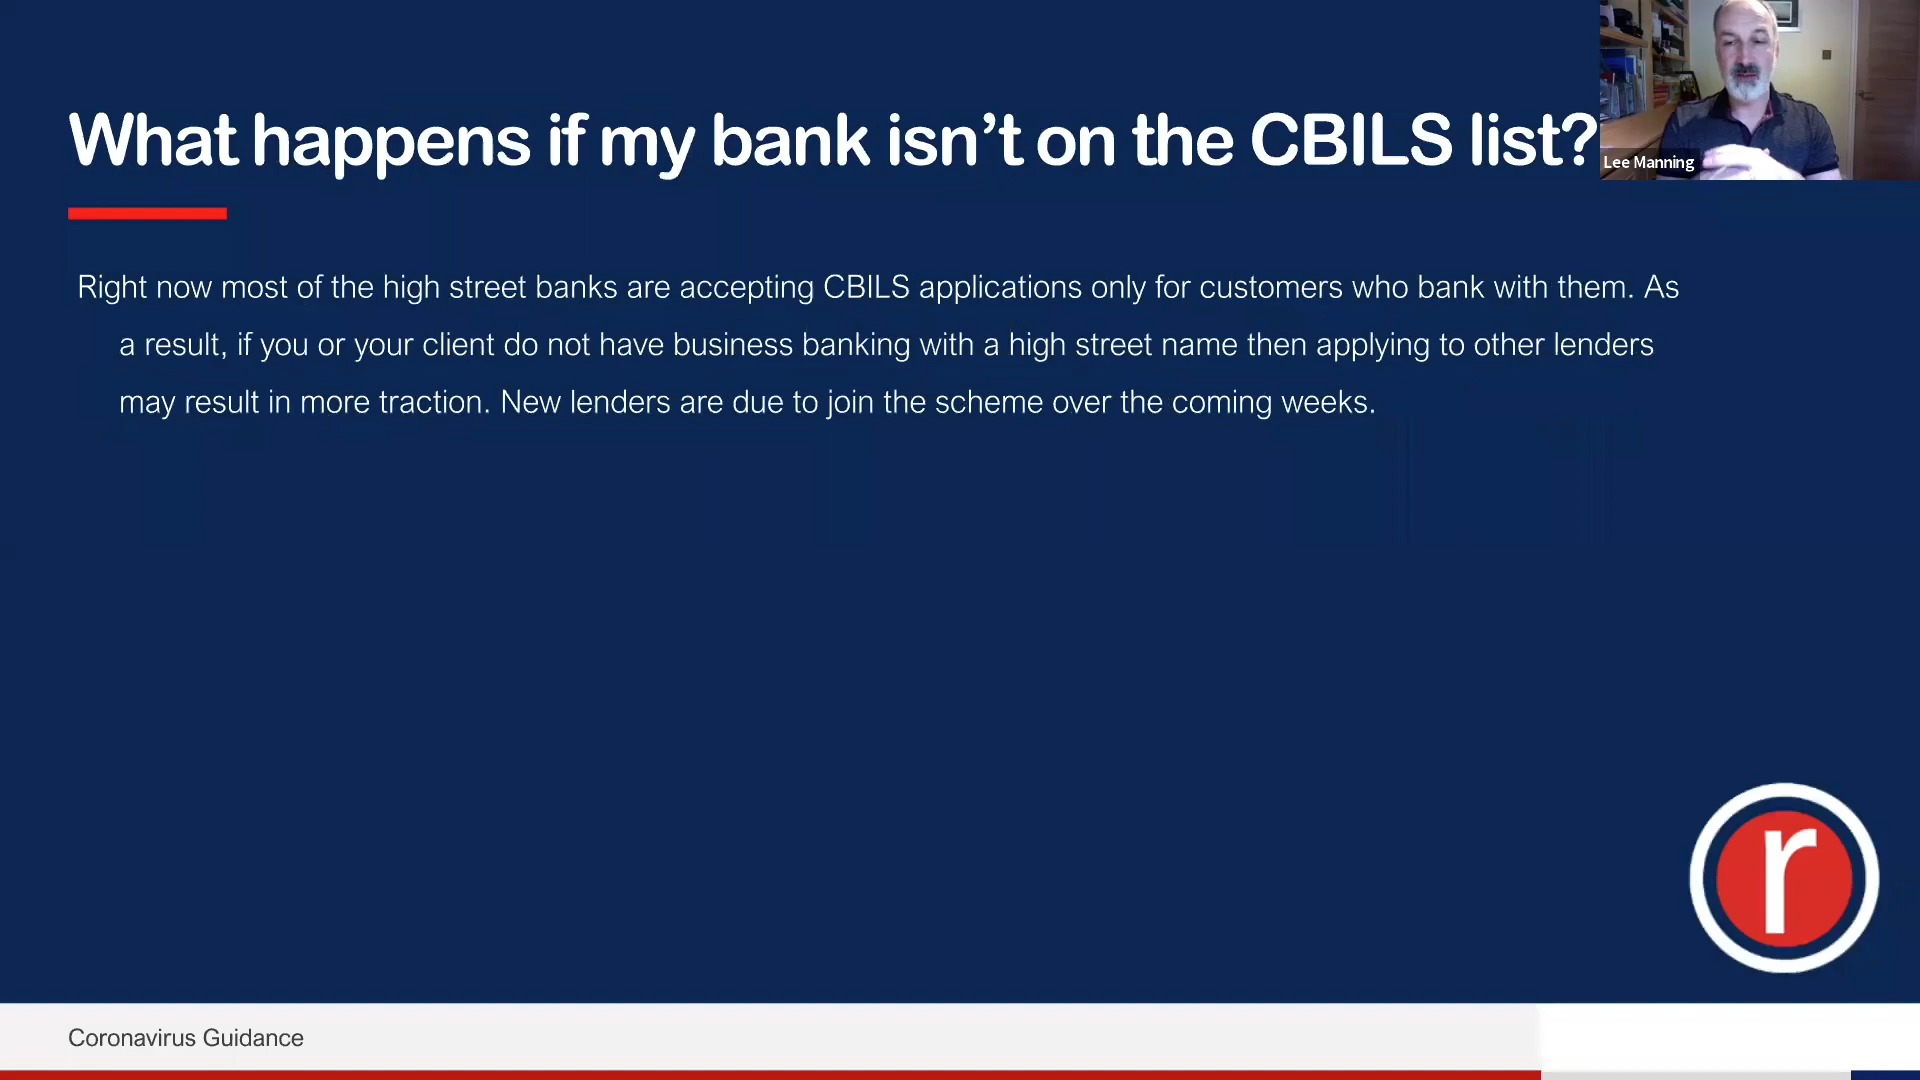 What happens if my bank isn’t on the CBILS list?
Lee Manning
Right now most of the high street banks are accepting CBILS applications only for customers who bank with them. As
a result, if you or your client do not have business banking with a high street name then applying to other lenders
may result in more traction. New lenders are due to join the scheme over the coming weeks.
r
Coronavirus Guidance